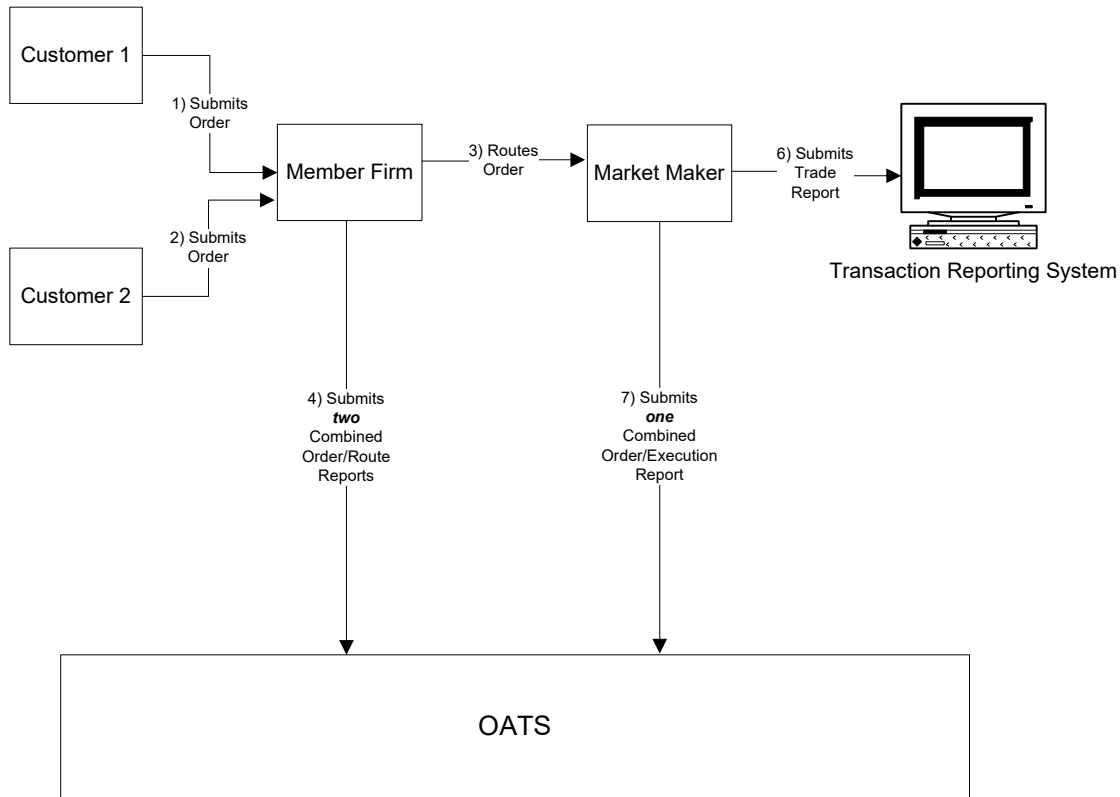 Customer 1
1) Submits
Order
Member Firm
3) Routes
Order
Market Maker
6) Submits
Trade
Report
Transaction Reporting System
2) Submits
Order
Customer 2
4) Submits
two
Combined
Order/Route
Reports
7) Submits
one
Combined
Order/Execution
Report
OATS